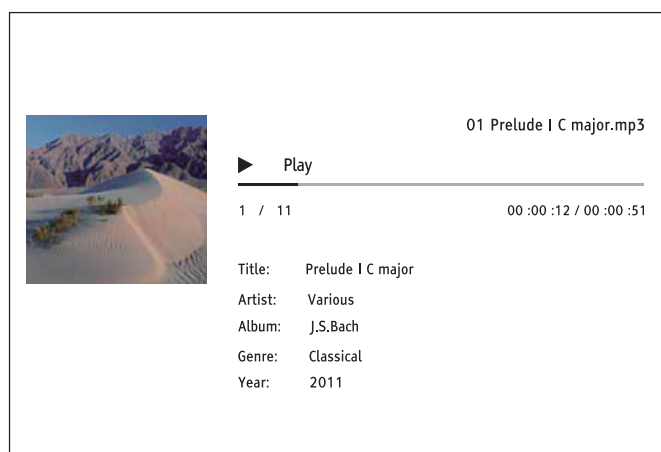 01 Prelude I C major.mp3
Play
1 / 11
00 :00 :12 / 00 :00 :51
Title: Prelude I C major
Artist: Various
Album: J.S.Bach
Genre: Classical
Year: 2011